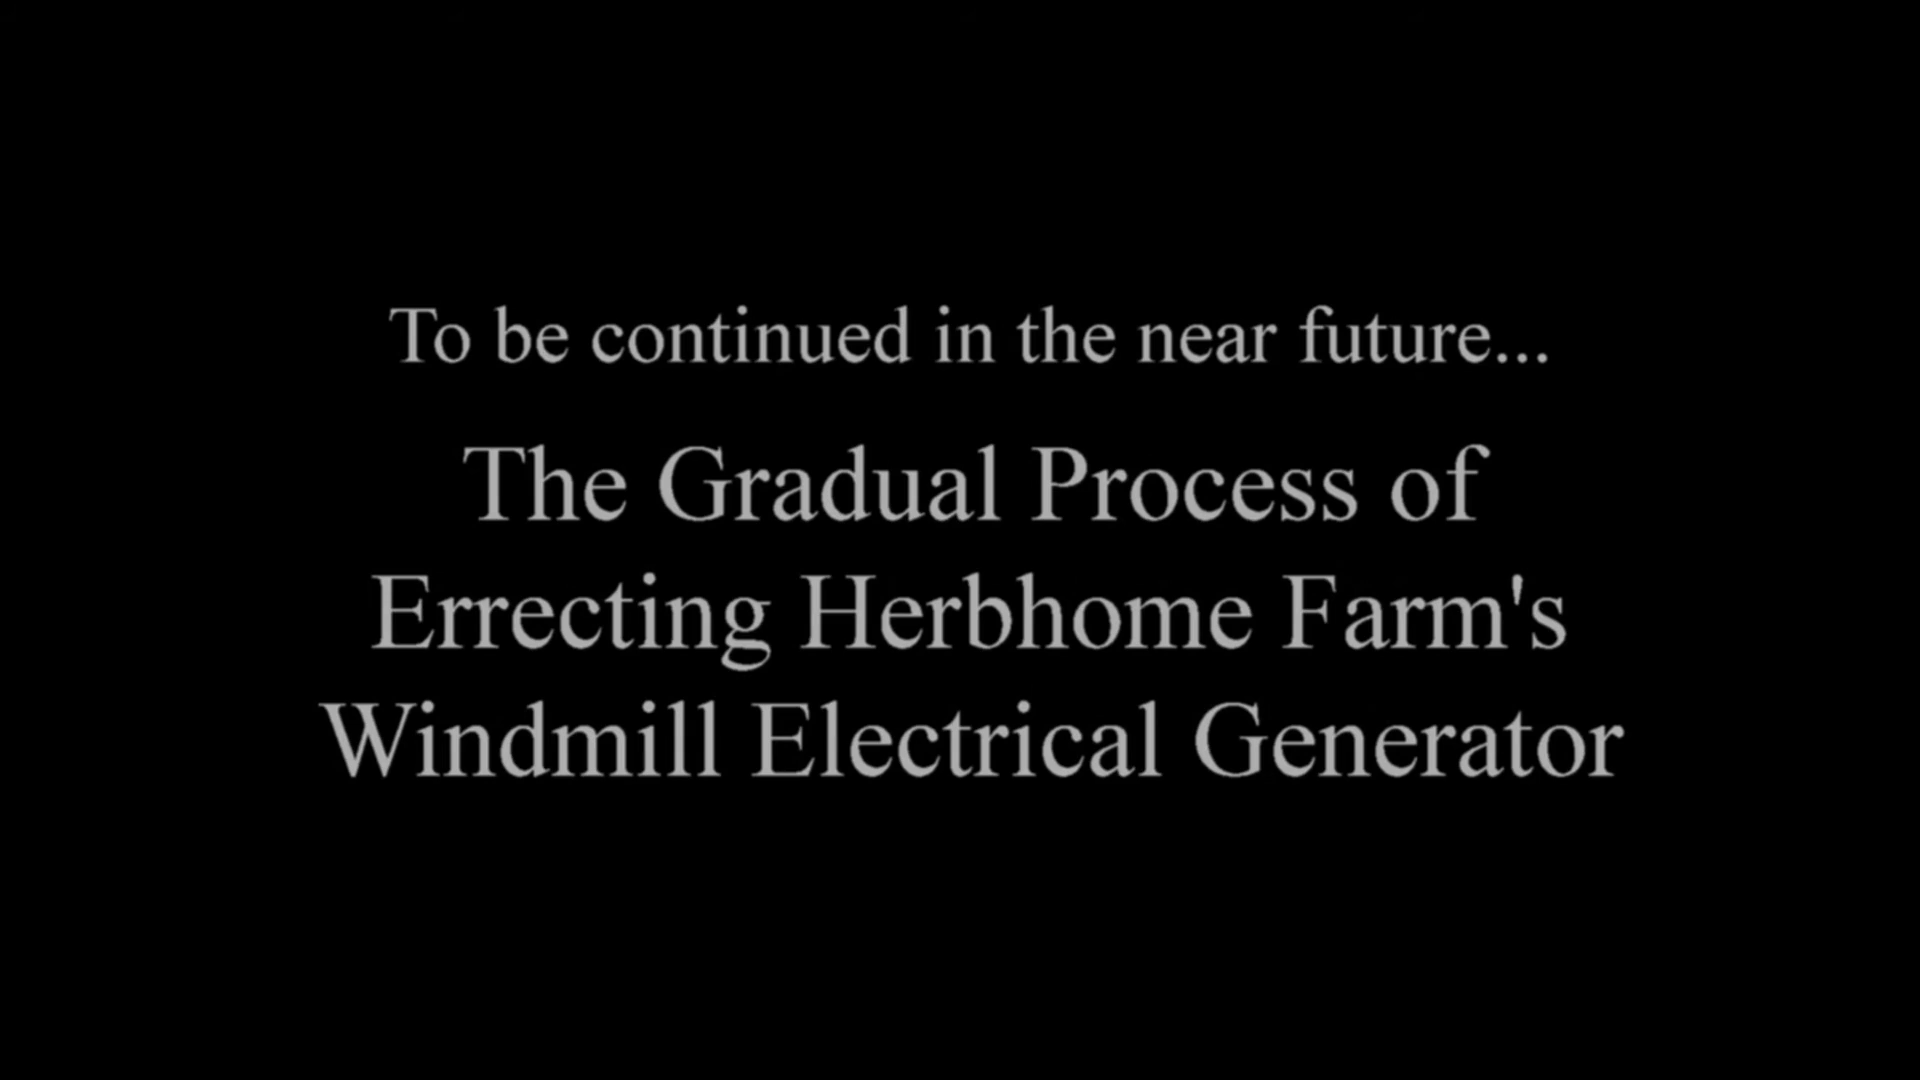 To be continued in the near future...
The Gradual Process of
Errecting Herbhome Farm's
Windmill Electrical Generator